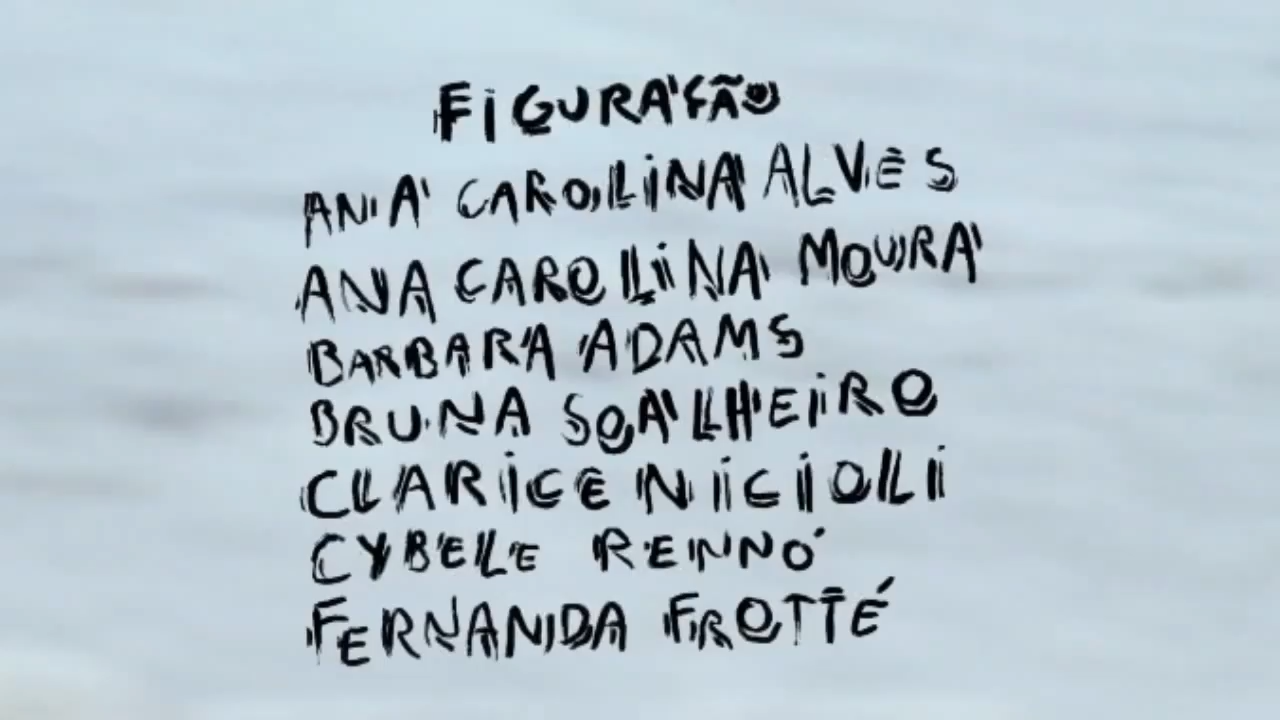 FIGURAÇÃO
ANA CAROLINA ALVES
ANA CAROLINA MOURA
BARBARA ADAMS
BRUNA SOALHEIRO
CLARICE NICIOLI
CYBELE RENNÓ
FERNANDA FROTTÉ